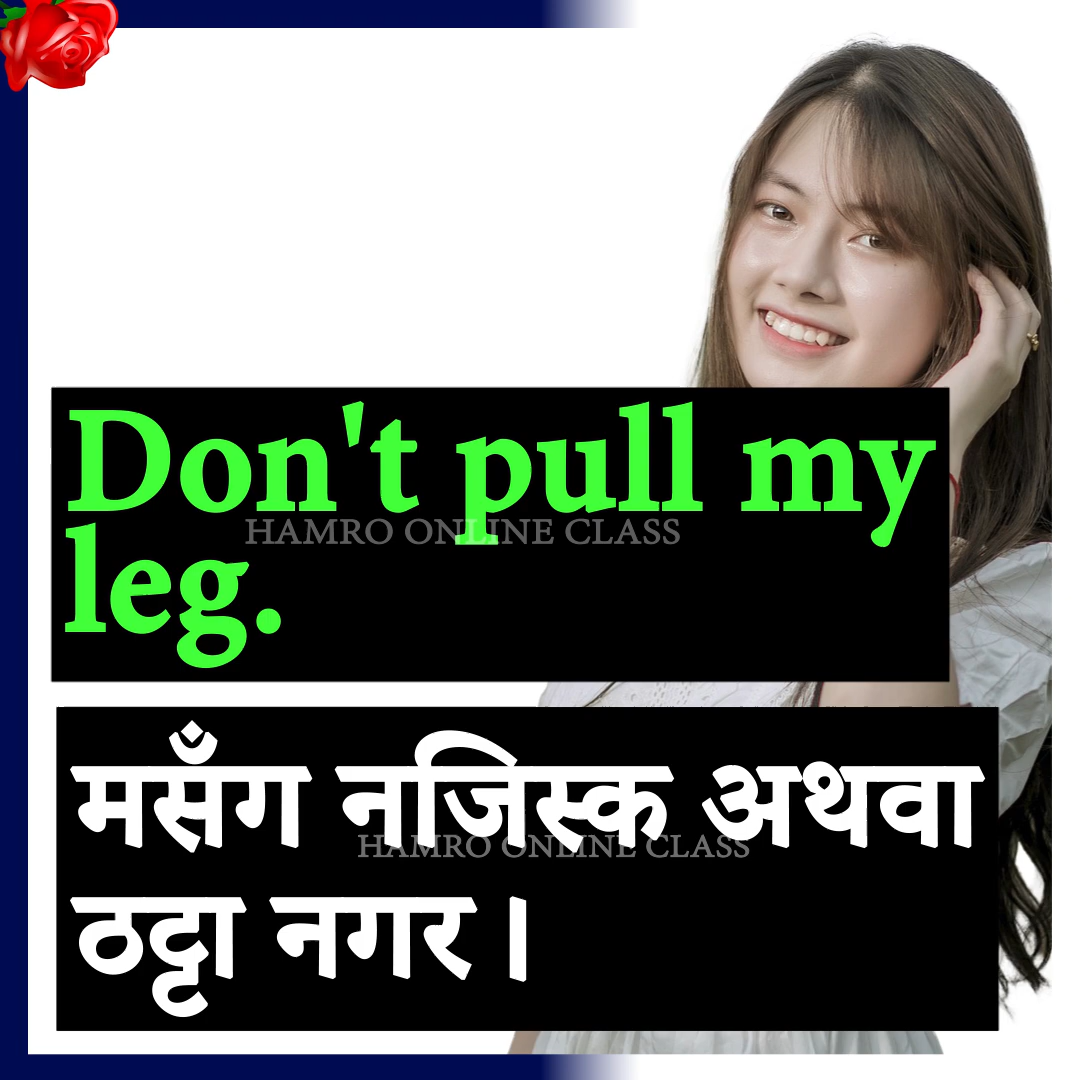 Don't pull my
HAMRO ONLINE CLASS
leg.
मसँग नजिस्क अथवा
HAMRO ONLINE CLASS
ठट्टा नगर ।